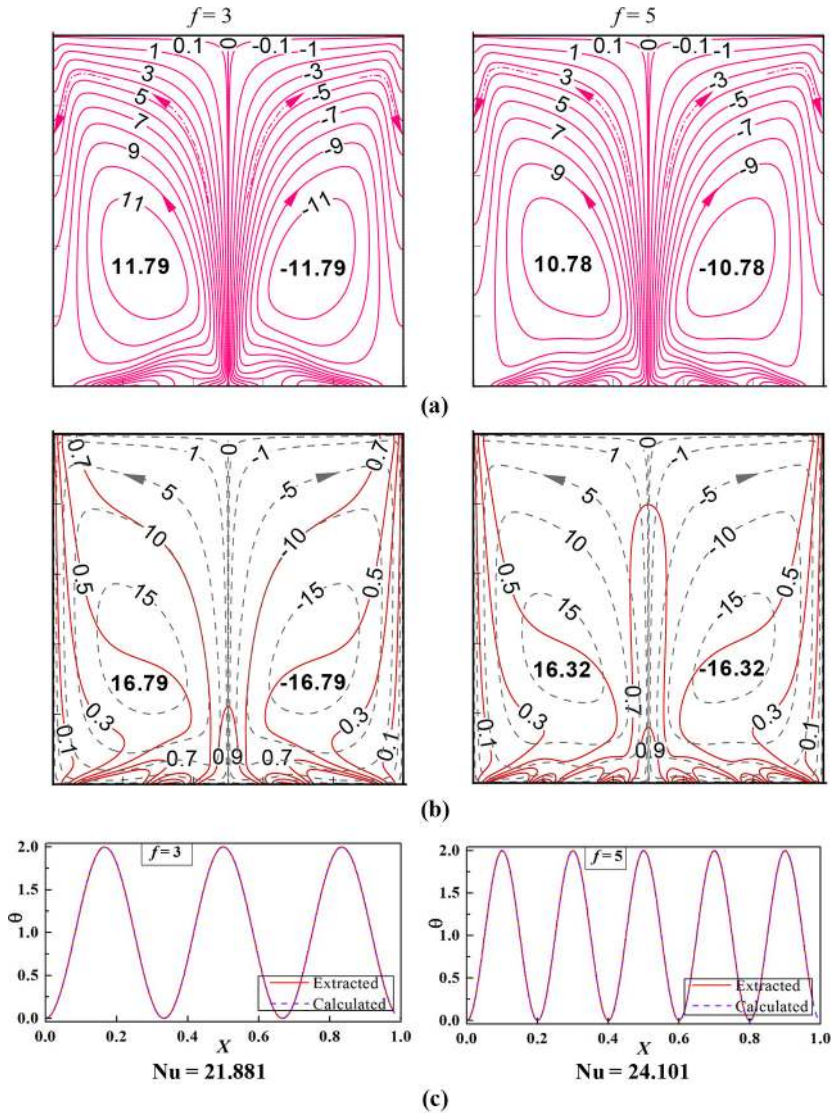 f = 3
f = 5
1 0.1 0 -0.1 -1
3 -3
5 -5
7 -7
9 -9
11 -11
11.79 -11.79
1 0.1 0 -0.1 -1
3 -3
5 -5
7 -7
9 -9
10.78 -10.78
(a)
0.7 1 0 -1 0.7
5 -5
10 -10
0.5 0.5
15 -15
16.79 -16.79
0.3 0.3
0.1 0.7 0.9 0.7 0.1
1 0 -1
5 -5
10 -10
0.5 0.5
15 -15
16.32 -16.32
0.3 0.7 0.3
0.1 0.9 0.1
(b)
2.0
1.5
1.0
0.5
0.0
θ
f = 3
Extracted
Calculated
0.0 0.2 0.4 0.6 0.8 1.0
X
Nu = 21.881
2.0
1.5
1.0
0.5
0.0
θ
f = 5
Extracted
Calculated
0.0 0.2 0.4 0.6 0.8 1.0
X
Nu = 24.101
(c)